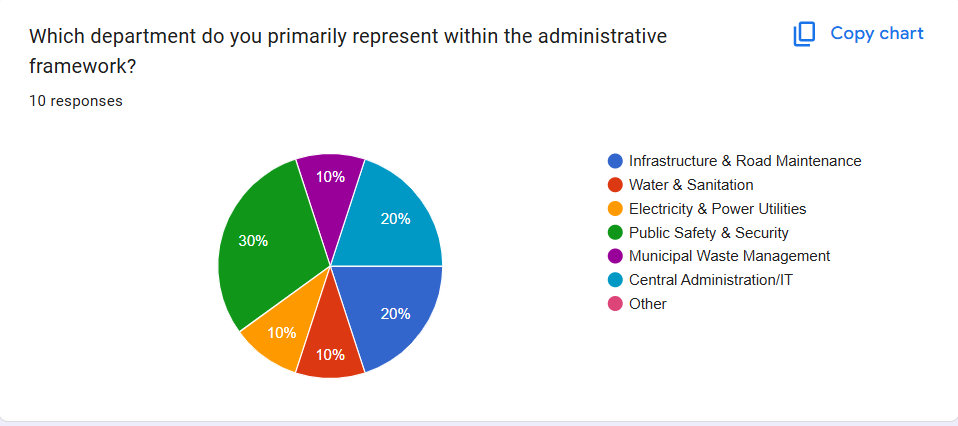 Which department do you primarily represent within the administrative
framework?
Copy chart
10 responses
10%
20%
30%
20%
10%
10%
Infrastructure & Road Maintenance
Water & Sanitation
Electricity & Power Utilities
Public Safety & Security
Municipal Waste Management
Central Administration/IT
Other